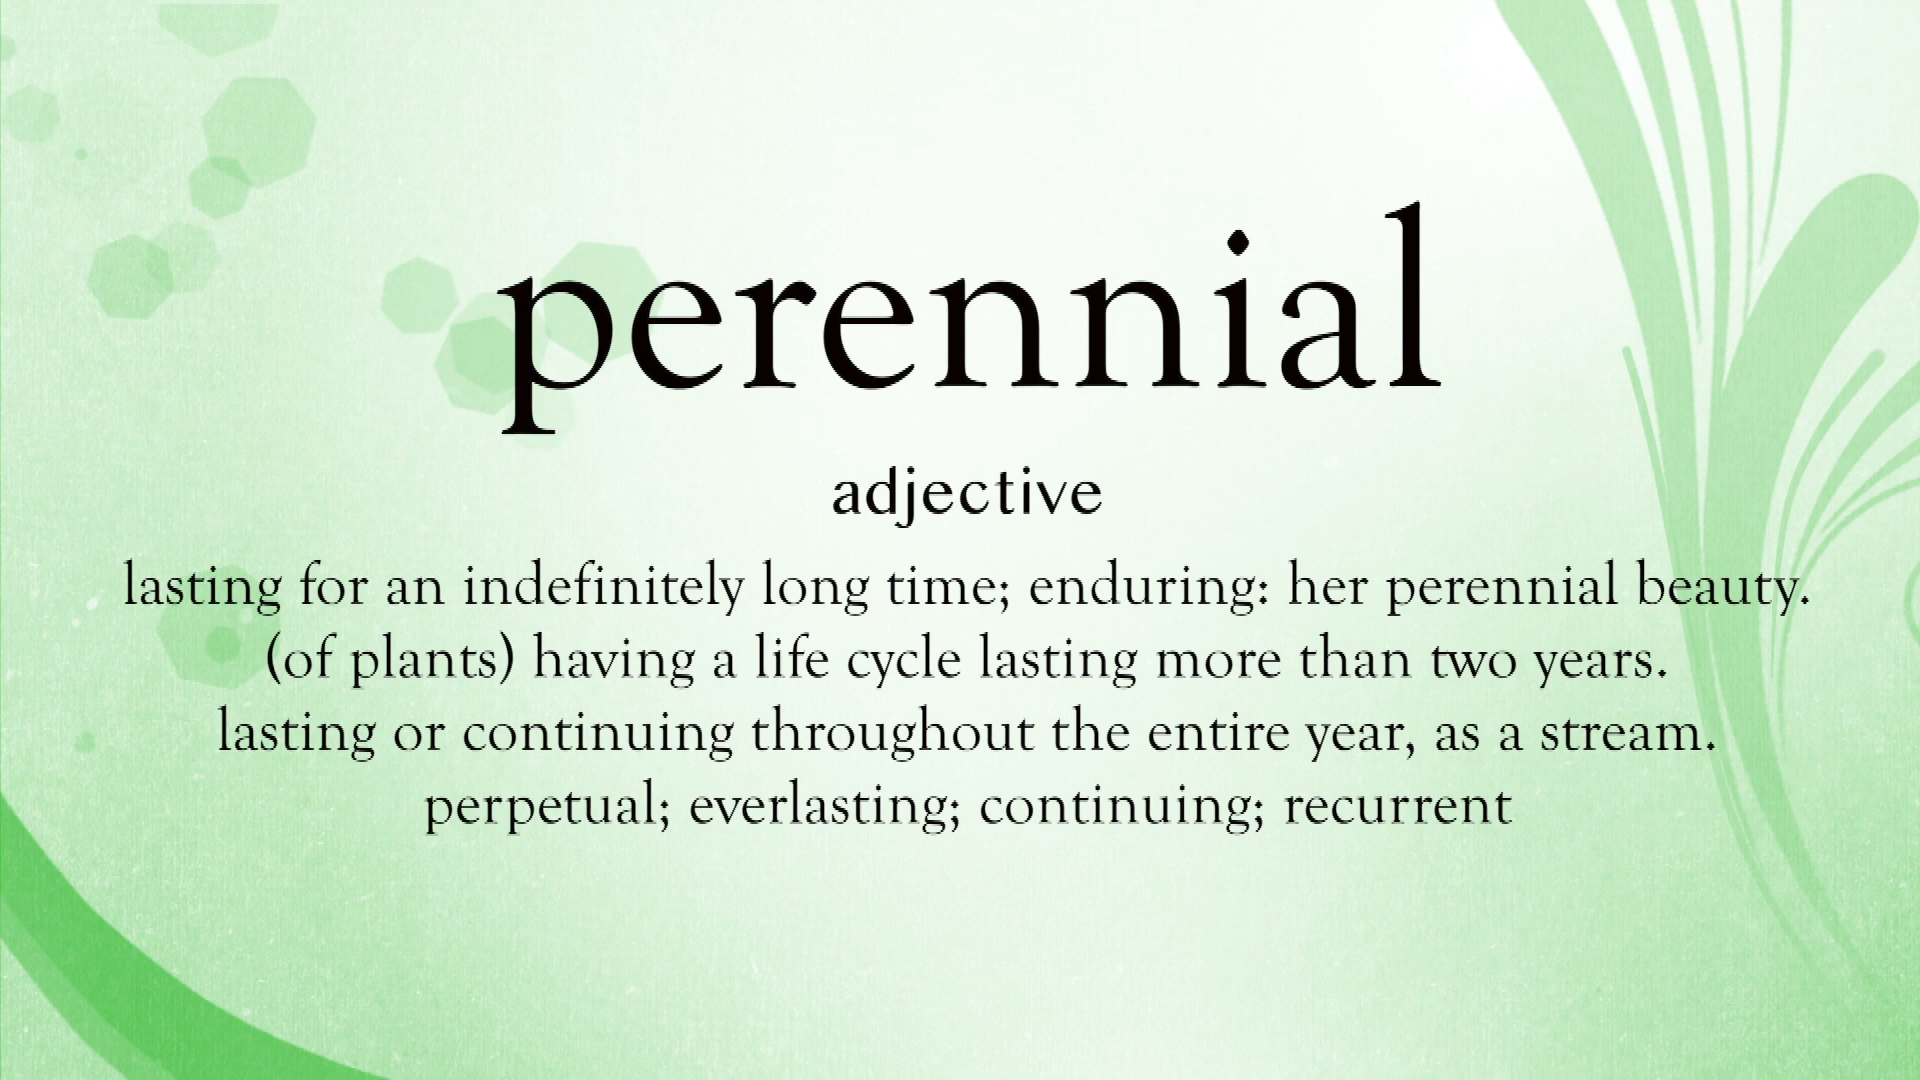 perennial
adjective
lasting for an indefinitely long time; enduring: her perennial beauty.
(of plants) having a life cycle lasting more than two years.
lasting or continuing throughout the entire year, as a stream.
perpetual; everlasting; continuing; recurrent